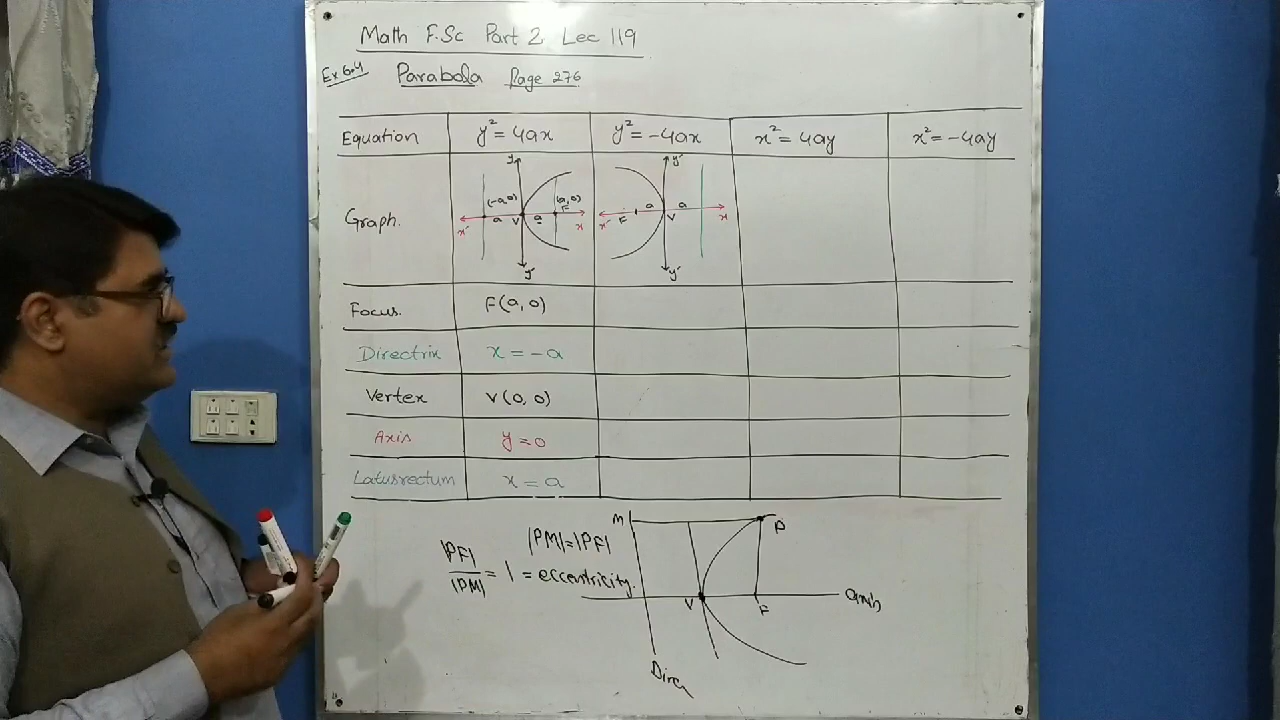 Math F.Sc Part 2 Lec 119
Ex 6.4 Parabola Page 276
Equation y² = 4ax y² = -4ax x² = 4ay x² = -4ay
Graph.
y y'
(-a,0) (a,0) F
x' a V a x x' F a V a x
y' y'
Focus. F(a, 0)
Directrix x = -a
Vertex V(0, 0)
Axis y = 0
Latusrectum x = a
M P
|PM| = |PF|
|PF|/|PM| = 1 = eccentricity.
V F axis
Dirc